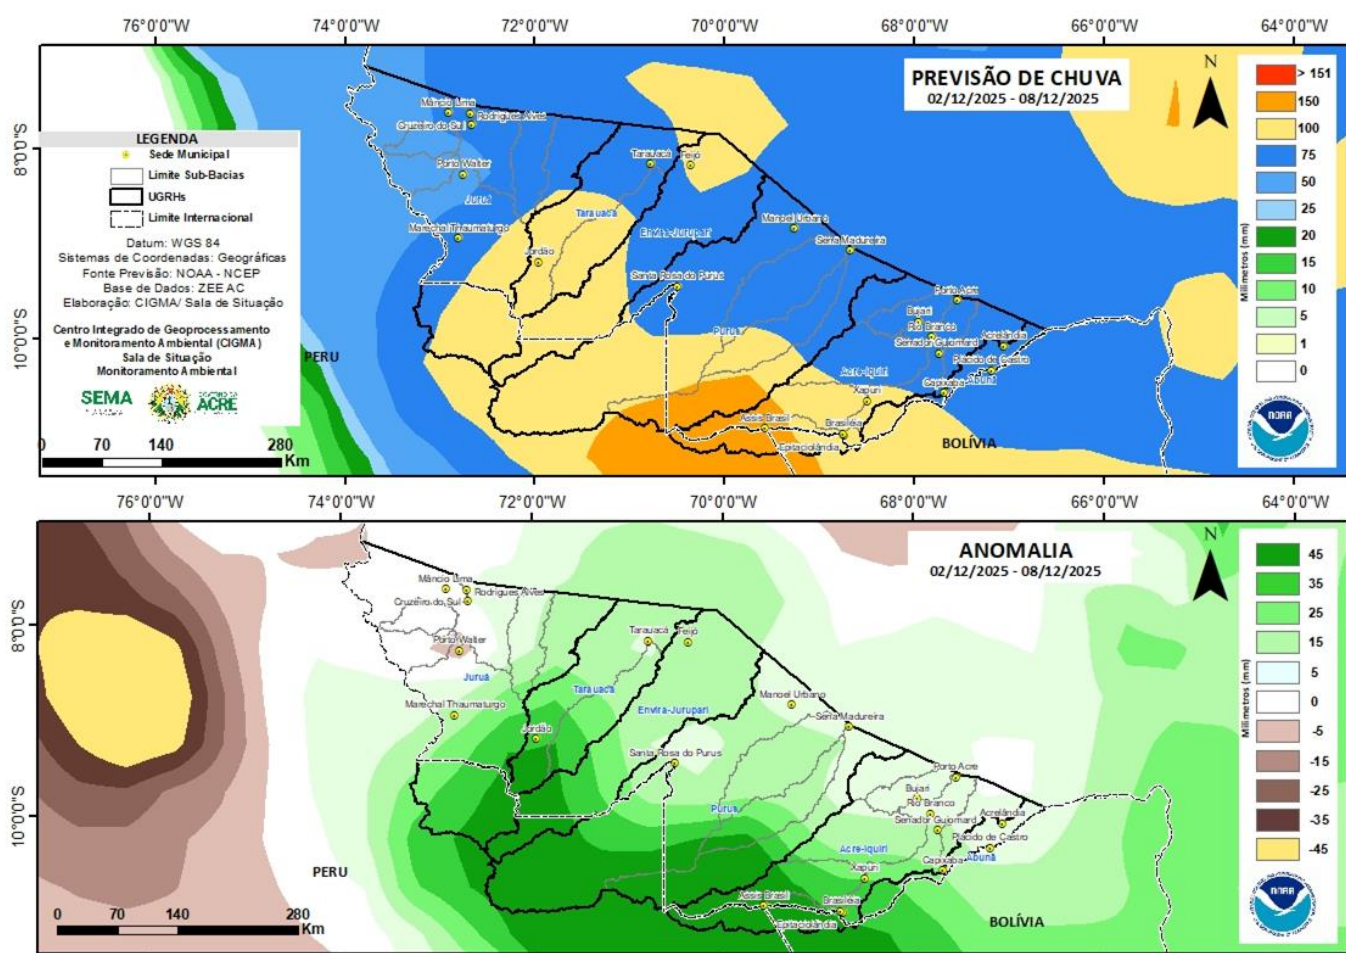 76°0'0"W 74°0'0"W 72°0'0"W 70°0'0"W 68°0'0"W 66°0'0"W 64°0'0"W
PREVISÃO DE CHUVA
02/12/2025 - 08/12/2025
N
> 151
150
100
75
50
25
20
15
10
5
1
0
Milímetros (mm)
NOAA
8°0'0"S
10°0'0"S
LEGENDA
Sede Municipal
Limite Sub-Bacias
UGRHs
Limite Internacional
Datum: WGS 84
Sistemas de Coordenadas: Geográficas
Fonte Previsão: NOAA - NCEP
Base de Dados: ZEE AC
Elaboração: CIGMA/ Sala de Situação
Centro Integrado de Geoprocessamento
e Monitoramento Ambiental (CIGMA)
Sala de Situação
Monitoramento Ambiental
SEMA
ACRE
0 70 140 280
Km
Mâncio Lima
Rodrigues Alves
Cruzeiro do Sul
Porto Walter
Juruá
Marechal Thaumaturgo
Tarauacá
Feijó
Tarauacá
Jordão
Envira-Jurupari
Santa Rosa do Purus
Manoel Urbano
Sena Madureira
Purus
Porto Acre
Bujari
Rio Branco
Acrelândia
Senador Guiomard
Plácido de Castro
Acre-Iquiri
Capixaba
Abunã
Xapuri
Assis Brasil
Brasiléia
Epitaciolândia
PERU
BOLÍVIA
76°0'0"W 74°0'0"W 72°0'0"W 70°0'0"W 68°0'0"W 66°0'0"W 64°0'0"W
ANOMALIA
02/12/2025 - 08/12/2025
N
45
35
25
15
5
0
-5
-15
-25
-35
-45
Milímetros (mm)
NOAA
8°0'0"S
10°0'0"S
Mâncio Lima
Rodrigues Alves
Cruzeiro do Sul
Porto Walter
Juruá
Marechal Thaumaturgo
Tarauacá
Feijó
Tarauacá
Jordão
Envira-Jurupari
Santa Rosa do Purus
Manoel Urbano
Sena Madureira
Purus
Porto Acre
Bujari
Rio Branco
Acrelândia
Senador Guiomard
Plácido de Castro
Acre-Iquiri
Capixaba
Abunã
Xapuri
Assis Brasil
Brasiléia
Epitaciolândia
PERU
BOLÍVIA
0 70 140 280
Km